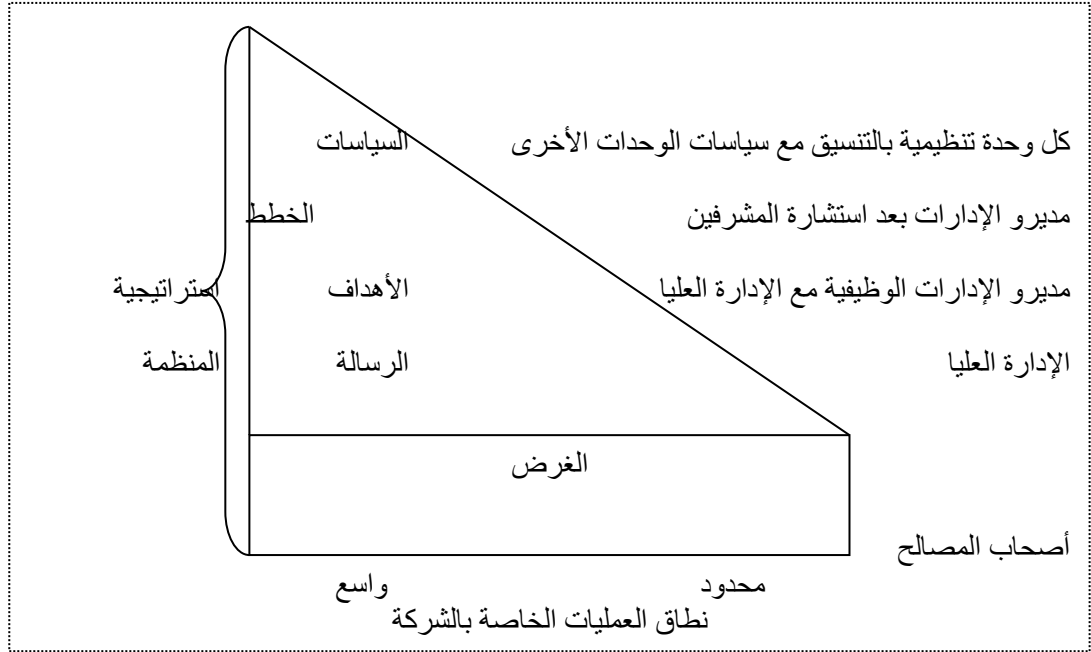 كل وحدة تنظيمية بالتنسيق مع سياسات الوحدات الأخرى السياسات
مديرو الإدارات بعد استشارة المشرفين الخطط
مديرو الإدارات الوظيفية مع الإدارة العليا الأهداف استراتيجية
الإدارة العليا الرسالة المنظمة
الغرض
أصحاب المصالح
محدود واسع
نطاق العمليات الخاصة بالشركة